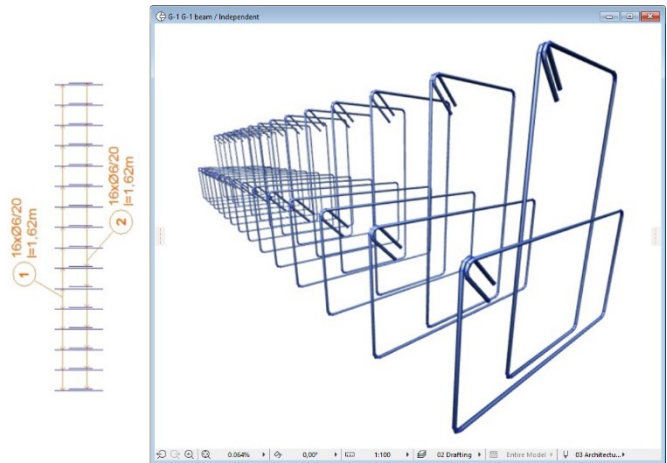 16xØ6/20
l=1,62m
1
16xØ6/20
l=1,62m
2
G-1 G-1 beam / Independent
0.064%
0,00°
1:100
02 Drafting
Entire Model
03 Architectu...